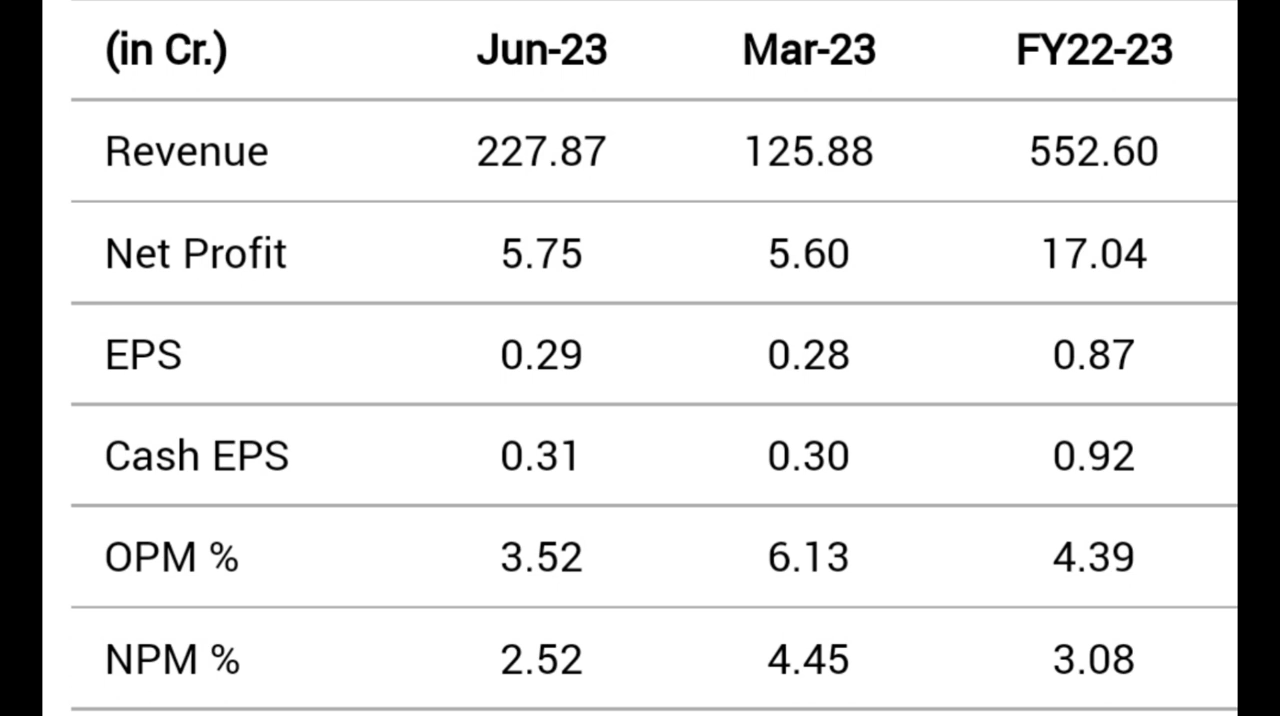 (in Cr.) Jun-23 Mar-23 FY22-23
Revenue 227.87 125.88 552.60
Net Profit 5.75 5.60 17.04
EPS 0.29 0.28 0.87
Cash EPS 0.31 0.30 0.92
OPM % 3.52 6.13 4.39
NPM % 2.52 4.45 3.08